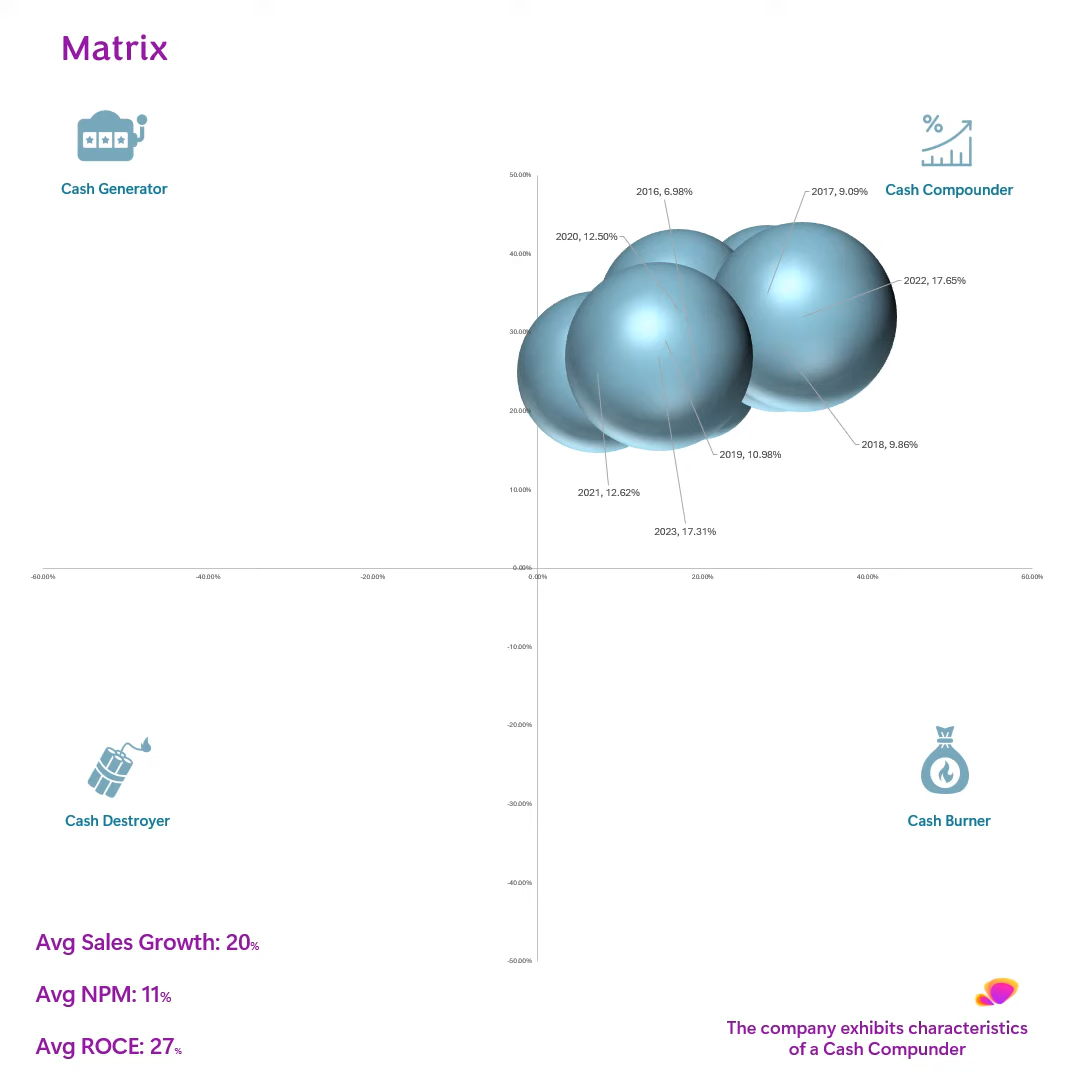 Matrix
Cash Generator
Cash Compounder
50.00%
2016, 6.98%
2017, 9.09%
2020, 12.50%
40.00%
2022, 17.65%
30.00%
20.00%
2018, 9.86%
2019, 10.98%
10.00%
2021, 12.62%
2023, 17.31%
0.00%
-60.00%
-40.00%
-20.00%
0.00%
20.00%
40.00%
60.00%
-10.00%
-20.00%
-30.00%
Cash Destroyer
Cash Burner
-40.00%
Avg Sales Growth: 20%
-50.00%
Avg NPM: 11%
Avg ROCE: 27%
The company exhibits characteristics
of a Cash Compunder